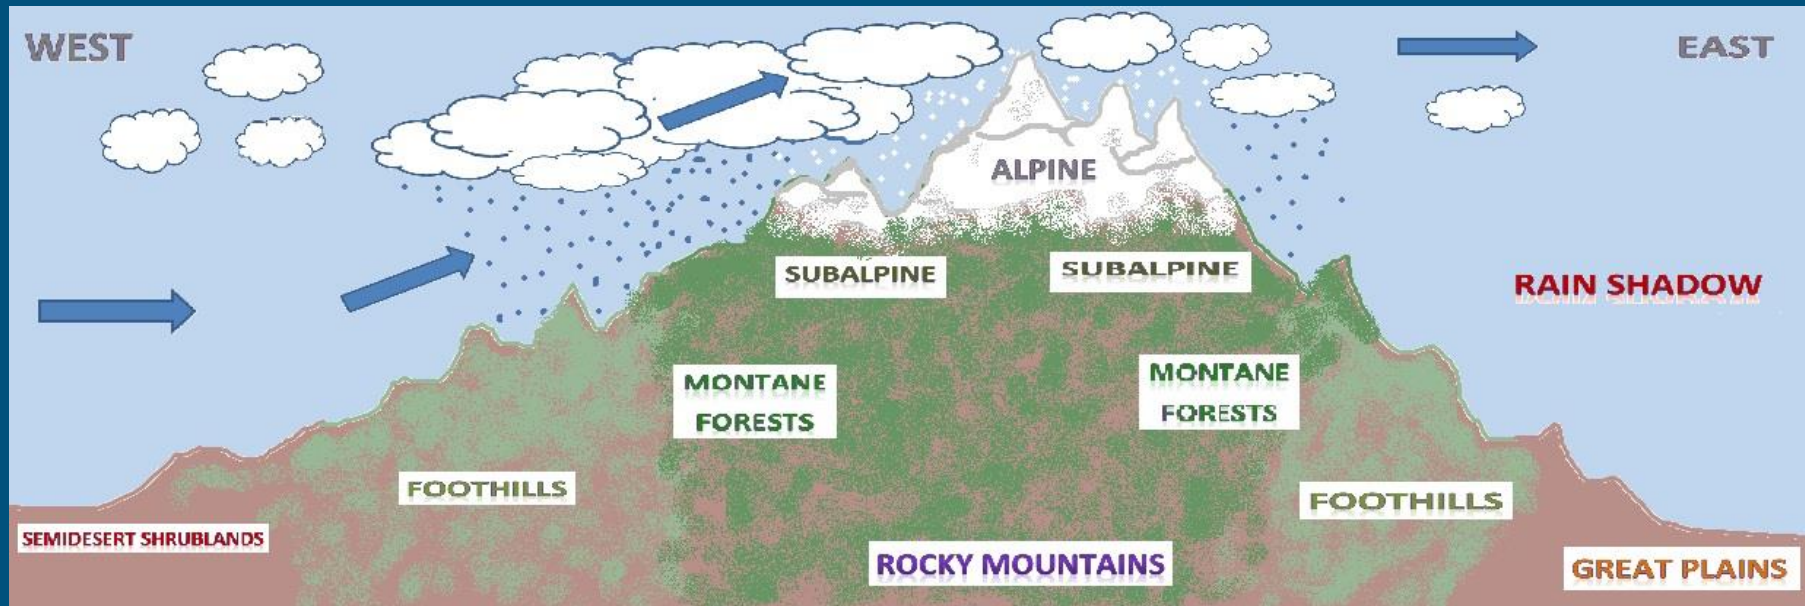 WEST
EAST
ALPINE
SUBALPINE
SUBALPINE
RAIN SHADOW
MONTANE
FORESTS
MONTANE
FORESTS
FOOTHILLS
FOOTHILLS
SEMIDESERT SHRUBLANDS
ROCKY MOUNTAINS
GREAT PLAINS